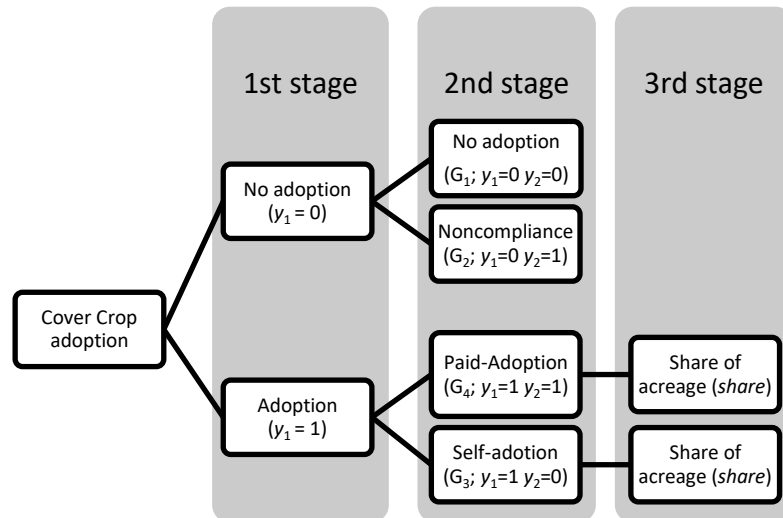 1st stage
2nd stage
3rd stage
No adoption
(G₁; y₁=0 y₂=0)
No adoption
(y₁ = 0)
Noncompliance
(G₂; y₁=0 y₂=1)
Cover Crop
adoption
Paid-Adoption
(G₄; y₁=1 y₂=1)
Share of
acreage (share)
Adoption
(y₁ = 1)
Self-adotion
(G₃; y₁=1 y₂=0)
Share of
acreage (share)